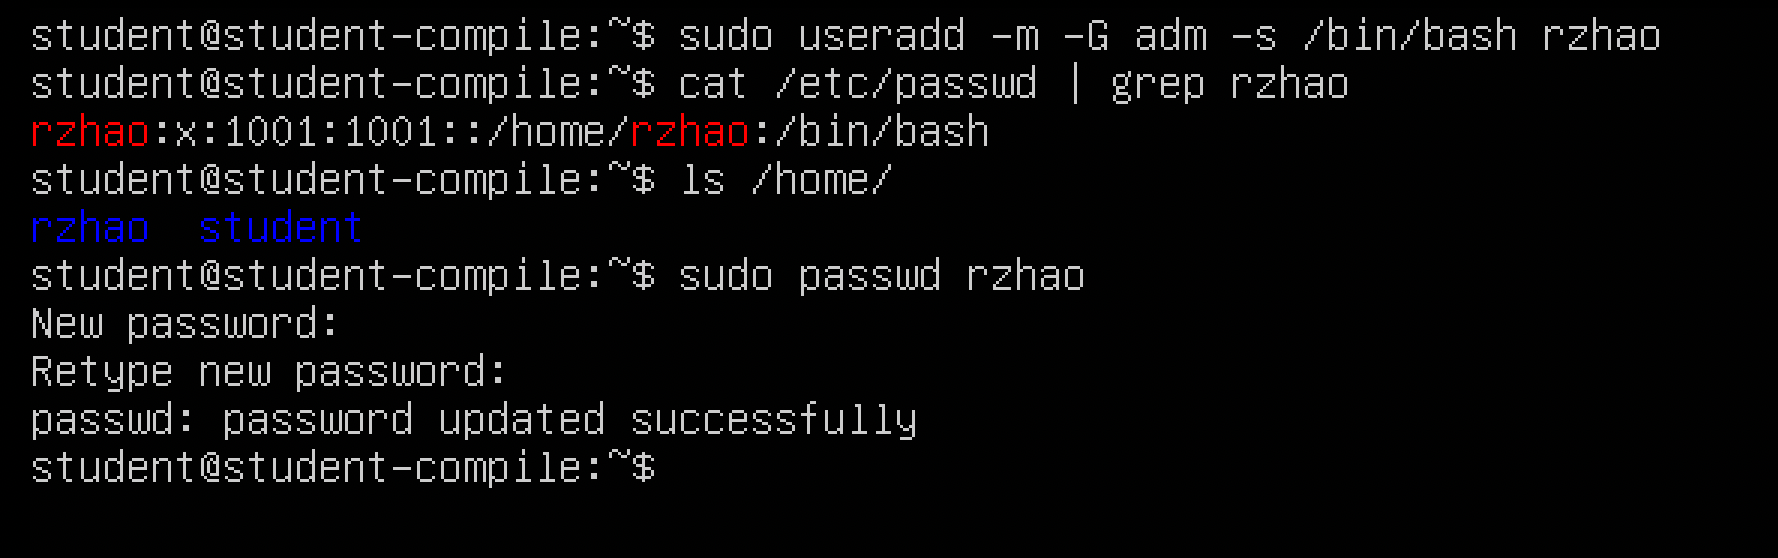 student@student-compile:~$ sudo useradd -m -G adm -s /bin/bash rzhao
student@student-compile:~$ cat /etc/passwd | grep rzhao
rzhao:x:1001:1001::/home/rzhao:/bin/bash
student@student-compile:~$ ls /home/
rzhao  student
student@student-compile:~$ sudo passwd rzhao
New password:
Retype new password:
passwd: password updated successfully
student@student-compile:~$